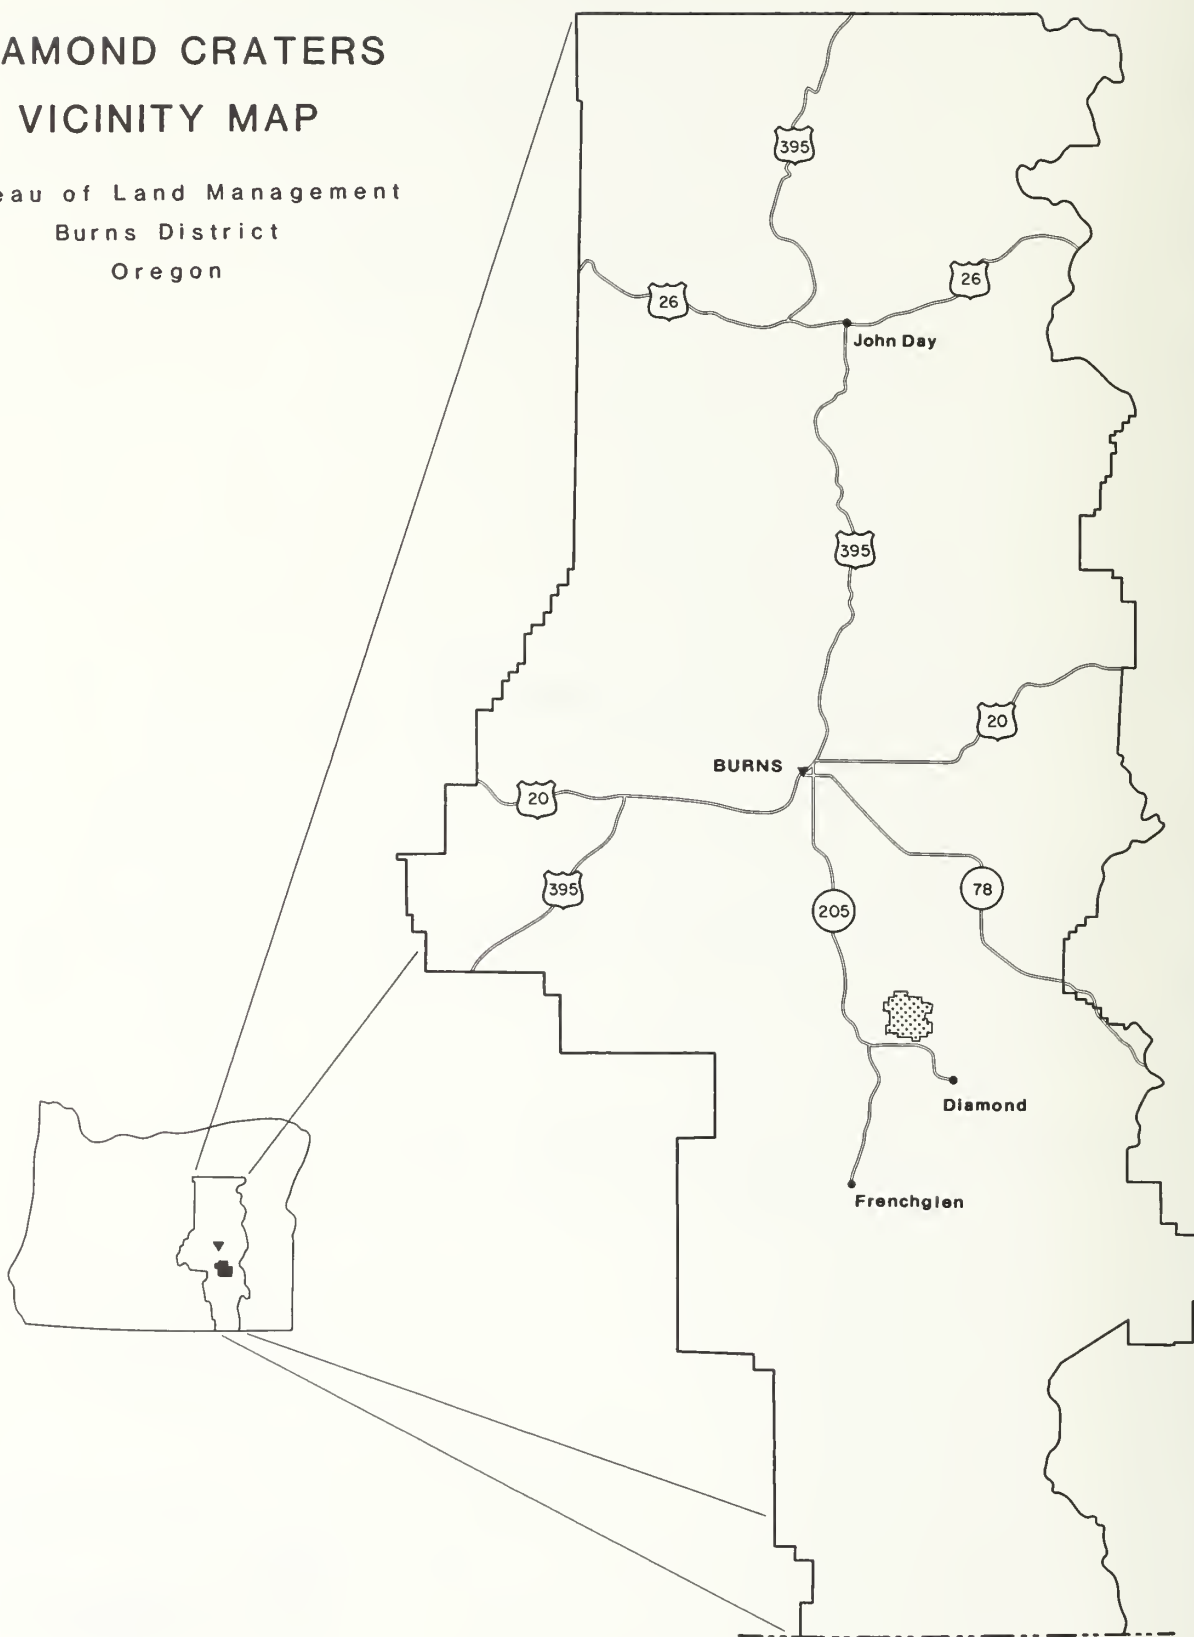 AMOND CRATERS
VICINITY MAP
eau of Land Management
Burns District
Oregon
395
26
26
John Day
395
20
BURNS
20
395
78
205
Diamond
Frenchglen